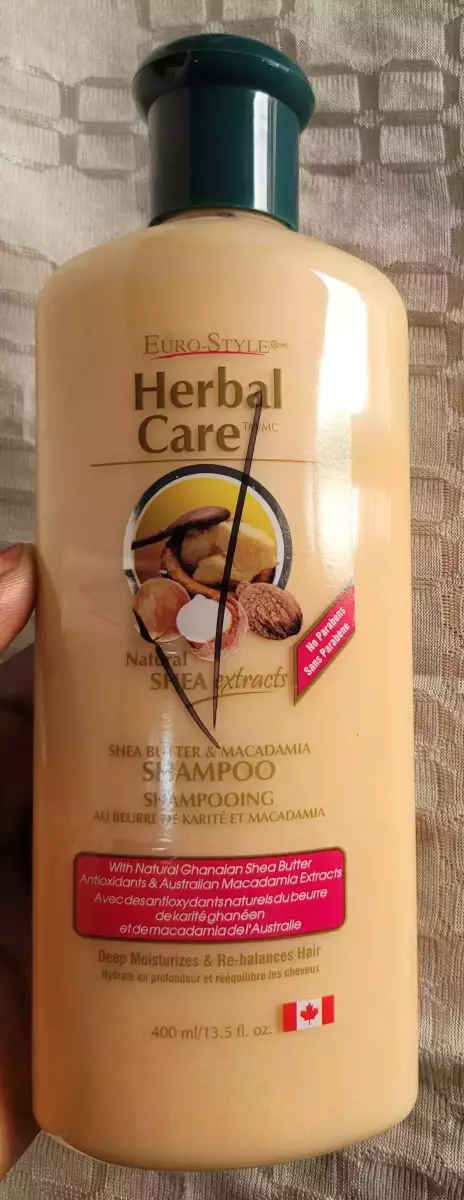 EURO-STYLE®MD
Herbal
Care™/MC
No Parabens
Sans Parabène
Natural
SHEA extracts
SHEA BUTTER & MACADAMIA
SHAMPOO
SHAMPOOING
AU BEURRE DE KARITÉ ET MACADAMIA
With Natural Ghanaian Shea Butter
Antioxidants & Australian Macadamia Extracts
Avec des antioxydants naturels du beurre
de karité ghanéen
et de macadamia de l'Australie
Deep Moisturizes & Re-balances Hair
Hydrate en profondeur et rééquilibre les cheveux
400 ml/13.5 fl. oz.